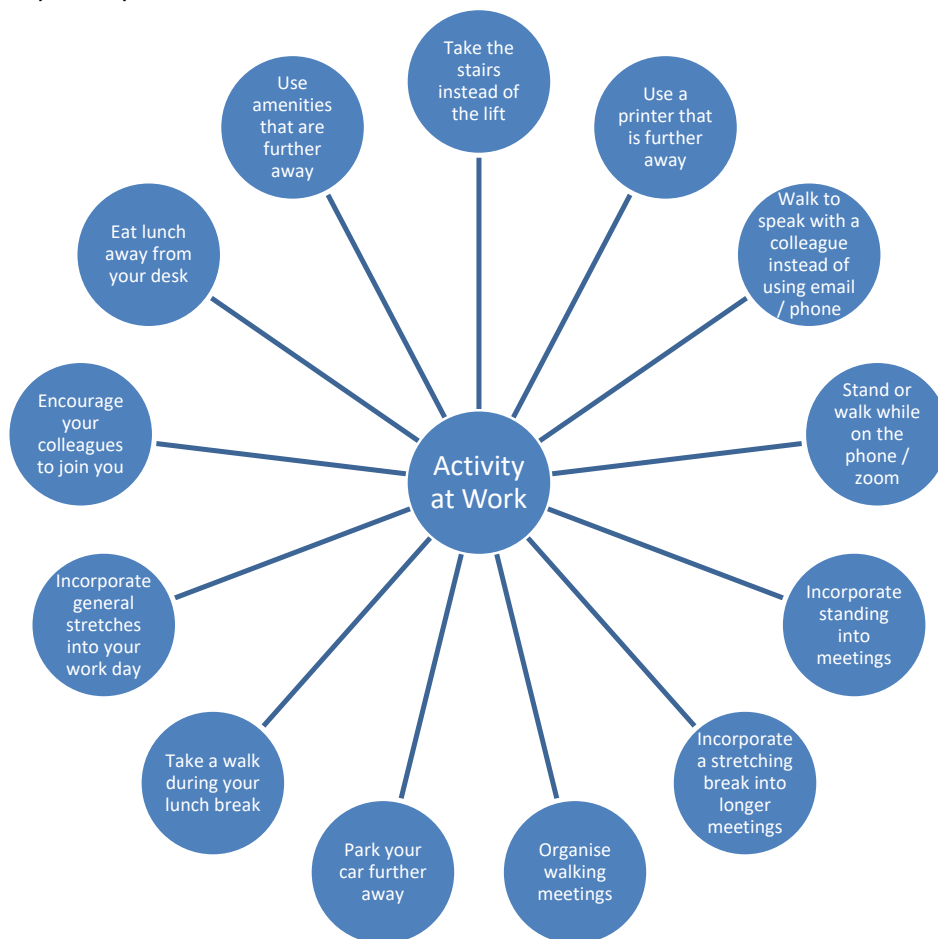 Take the
stairs
instead of
the lift
Use a
printer that
is further
away
Walk to
speak with a
colleague
instead of
using email
/ phone
Stand or
walk while
on the
phone /
zoom
Incorporate
standing
into
meetings
Incorporate
a stretching
break into
longer
meetings
Organise
walking
meetings
Park your
car further
away
Take a walk
during your
lunch break
Incorporate
general
stretches
into your
work day
Encourage
your
colleagues
to join you
Eat lunch
away from
your desk
Use
amenities
that are
further
away
Activity
at Work